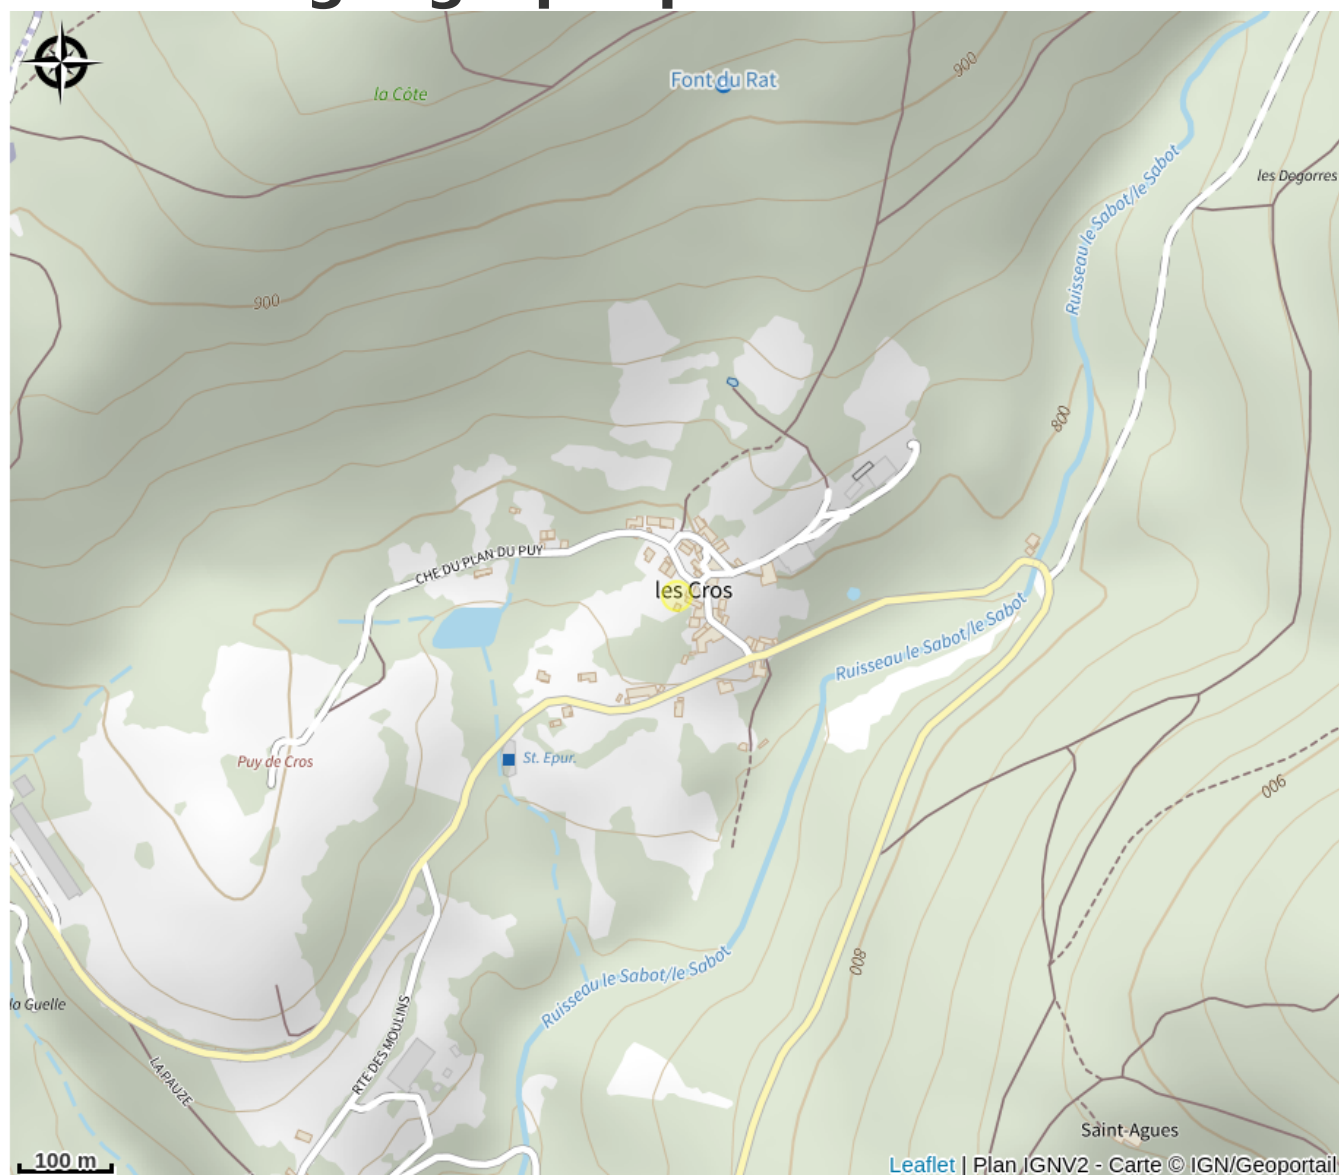 la Côte
Font du Rat
900
les Degorres
Ruisseau le Sabot/le Sabot
900
800
CHE DU PLAN DU PUY
les Cros
Ruisseau le Sabot/le Sabot
Puy de Cros
St. Epur.
900
Ruisseau le Sabot/le Sabot
800
la Guelle
RTE DES MOULINS
LA PAUZE
Saint-Agues
100 m
Leaflet | Plan IGNV2 - Carte © IGN/Geoportail